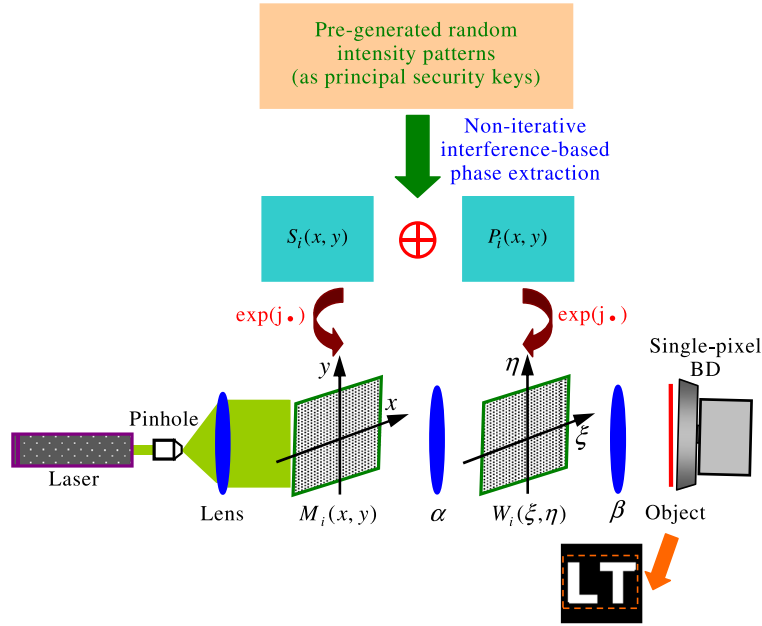 Pre-generated random
intensity patterns
(as principal security keys)
Non-iterative
interference-based
phase extraction
S_i(x, y)
P_i(x, y)
exp(j•)
exp(j•)
Single-pixel
BD
y
η
x
ξ
Pinhole
Laser
Lens
M_i(x, y)
α
W_i(ξ,η)
β
Object
LT